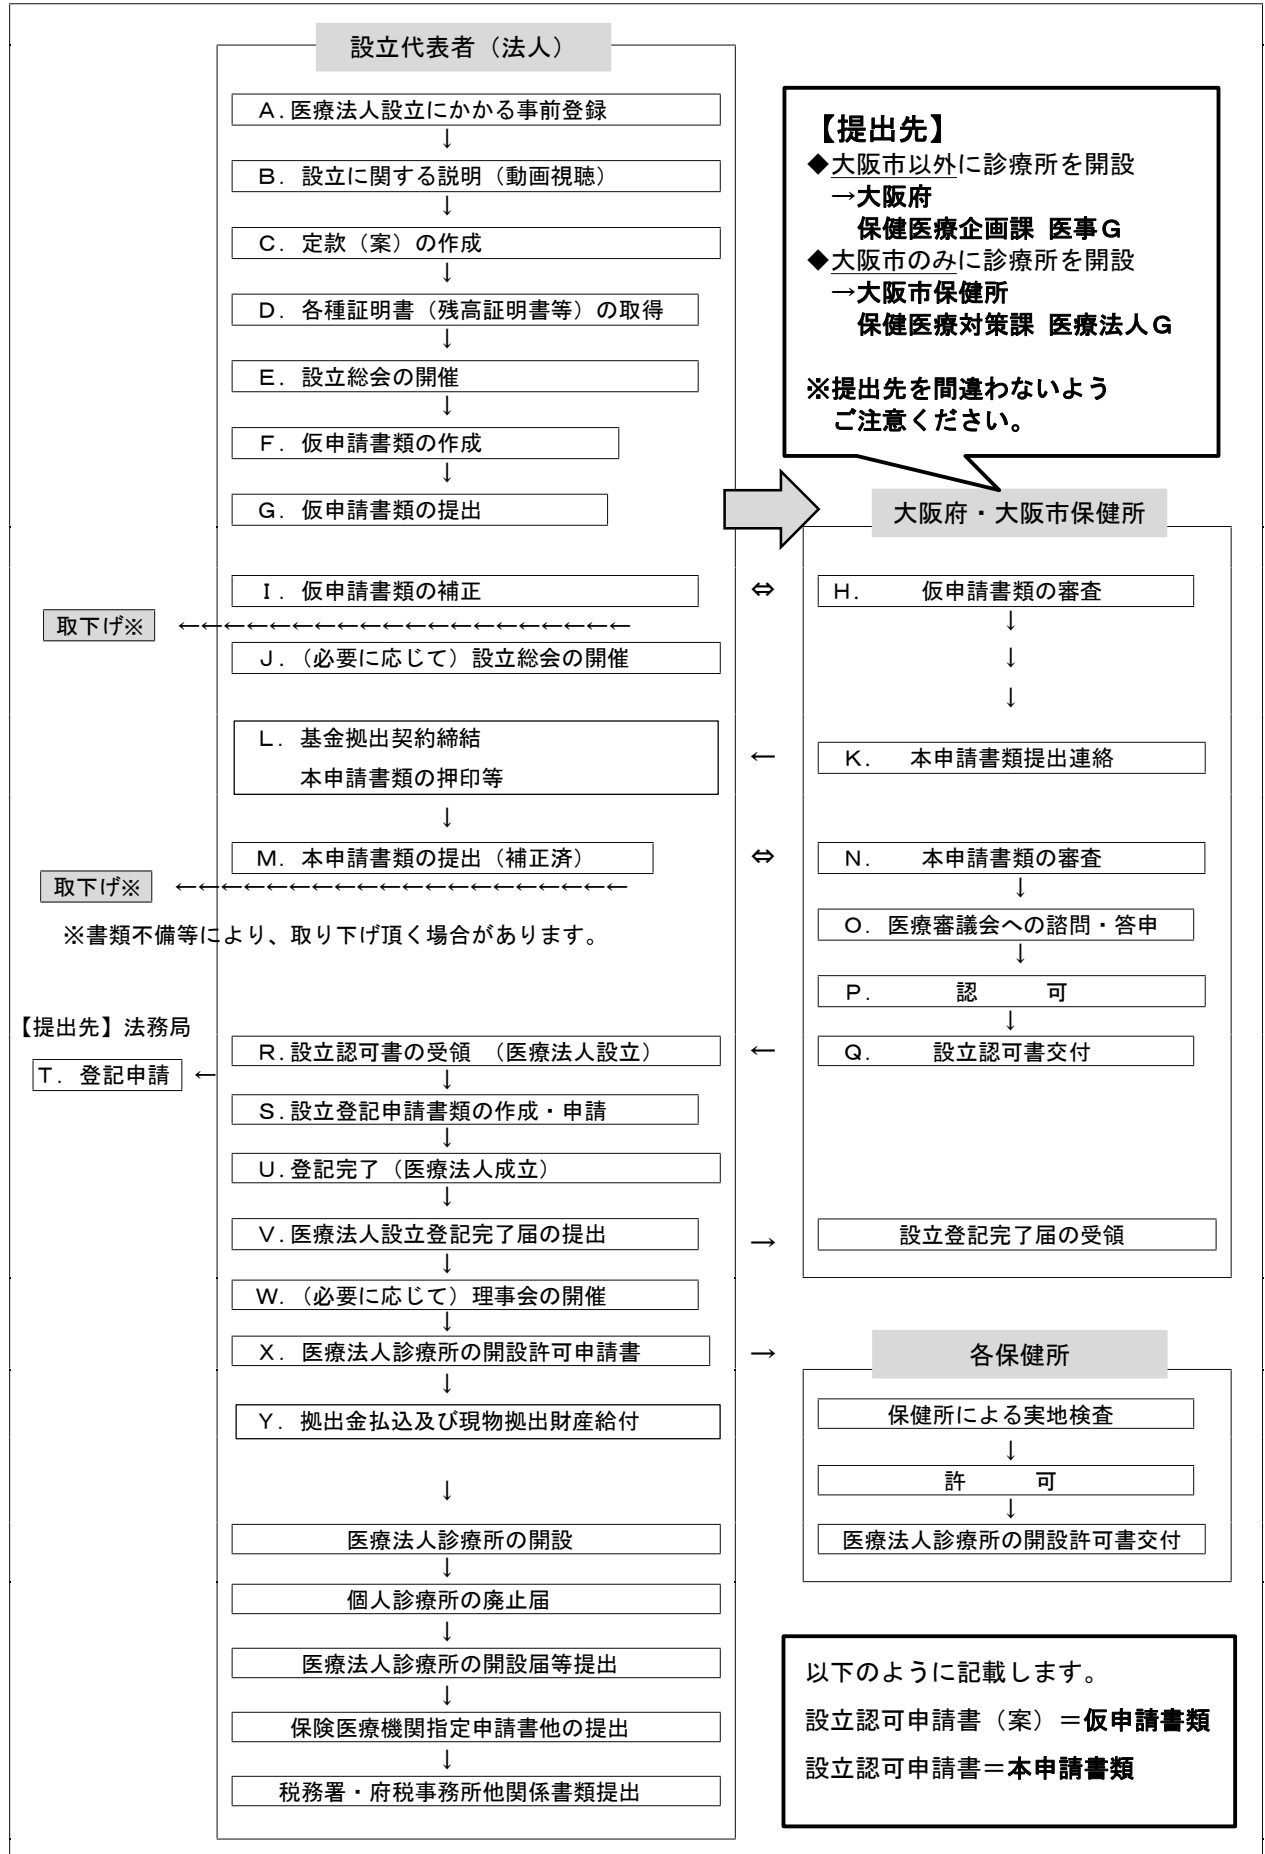 設立代表者（法人）
Ａ．医療法人設立にかかる事前登録
↓
Ｂ．設立に関する説明（動画視聴）
↓
Ｃ．定款（案）の作成
↓
Ｄ．各種証明書（残高証明書等）の取得
↓
Ｅ．設立総会の開催
↓
Ｆ．仮申請書類の作成
↓
Ｇ．仮申請書類の提出
【提出先】
◆大阪市以外に診療所を開設
→大阪府
保健医療企画課 医事Ｇ
◆大阪市のみに診療所を開設
→大阪市保健所
保健医療対策課 医療法人Ｇ
※提出先を間違わないよう
ご注意ください。
大阪府・大阪市保健所
Ｉ．仮申請書類の補正
⇔
Ｈ． 仮申請書類の審査
取下げ※
←←←←←←←←←←←←←←←←←←←←
↓
Ｊ．（必要に応じて）設立総会の開催
↓
↓
Ｌ．基金拠出契約締結
本申請書類の押印等
←
Ｋ． 本申請書類提出連絡
↓
Ｍ．本申請書類の提出（補正済）
⇔
Ｎ． 本申請書類の審査
取下げ※
←←←←←←←←←←←←←←←←←←←←
↓
※書類不備等により、取り下げ頂く場合があります。
Ｏ．医療審議会への諮問・答申
↓
Ｐ． 認 可
↓
【提出先】法務局
Ｒ．設立認可書の受領 （医療法人設立）
←
Ｑ． 設立認可書交付
Ｔ．登記申請
←
↓
Ｓ．設立登記申請書類の作成・申請
↓
Ｕ．登記完了（医療法人成立）
↓
Ｖ．医療法人設立登記完了届の提出
→
設立登記完了届の受領
↓
Ｗ．（必要に応じて）理事会の開催
↓
Ｘ．医療法人診療所の開設許可申請書
→
各保健所
↓
Ｙ．拠出金払込及び現物拠出財産給付
保健所による実地検査
↓
↓
許 可
↓
医療法人診療所の開設
医療法人診療所の開設許可書交付
↓
個人診療所の廃止届
↓
医療法人診療所の開設届等提出
↓
保険医療機関指定申請書他の提出
↓
税務署・府税事務所他関係書類提出
以下のように記載します。
設立認可申請書（案）＝仮申請書類
設立認可申請書＝本申請書類